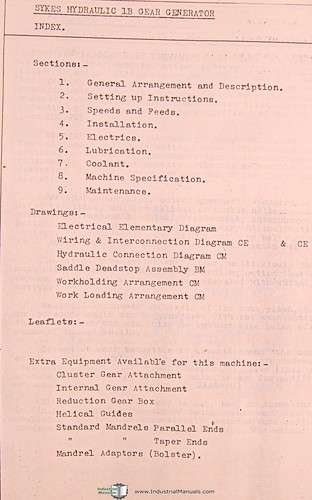 SYKES HYDRAULIC 1B GEAR GENERATOR
INDEX.
Sections:-
1. General Arrangement and Description.
2. Setting up Instructions.
3. Speeds and Feeds.
4. Installation.
5. Electrics.
6. Lubrication.
7. Coolant.
8. Machine Specification.
9. Maintenance.
Drawings:-
Electrical Elementary Diagram
Wiring & Interconnection Diagram CE & CE
Hydraulic Connection Diagram CM
Saddle Deadstop Assembly BM
Workholding Arrangement CM
Work Loading Arrangement CM
Leaflets:-
Extra Equipment Available for this machine:-
Cluster Gear Attachment
Internal Gear Attachment
Reduction Gear Box
Helical Guides
Standard Mandrels Parallel Ends
" " Taper Ends
Mandrel Adaptors (Bolster).
www.IndustrialManuals.com